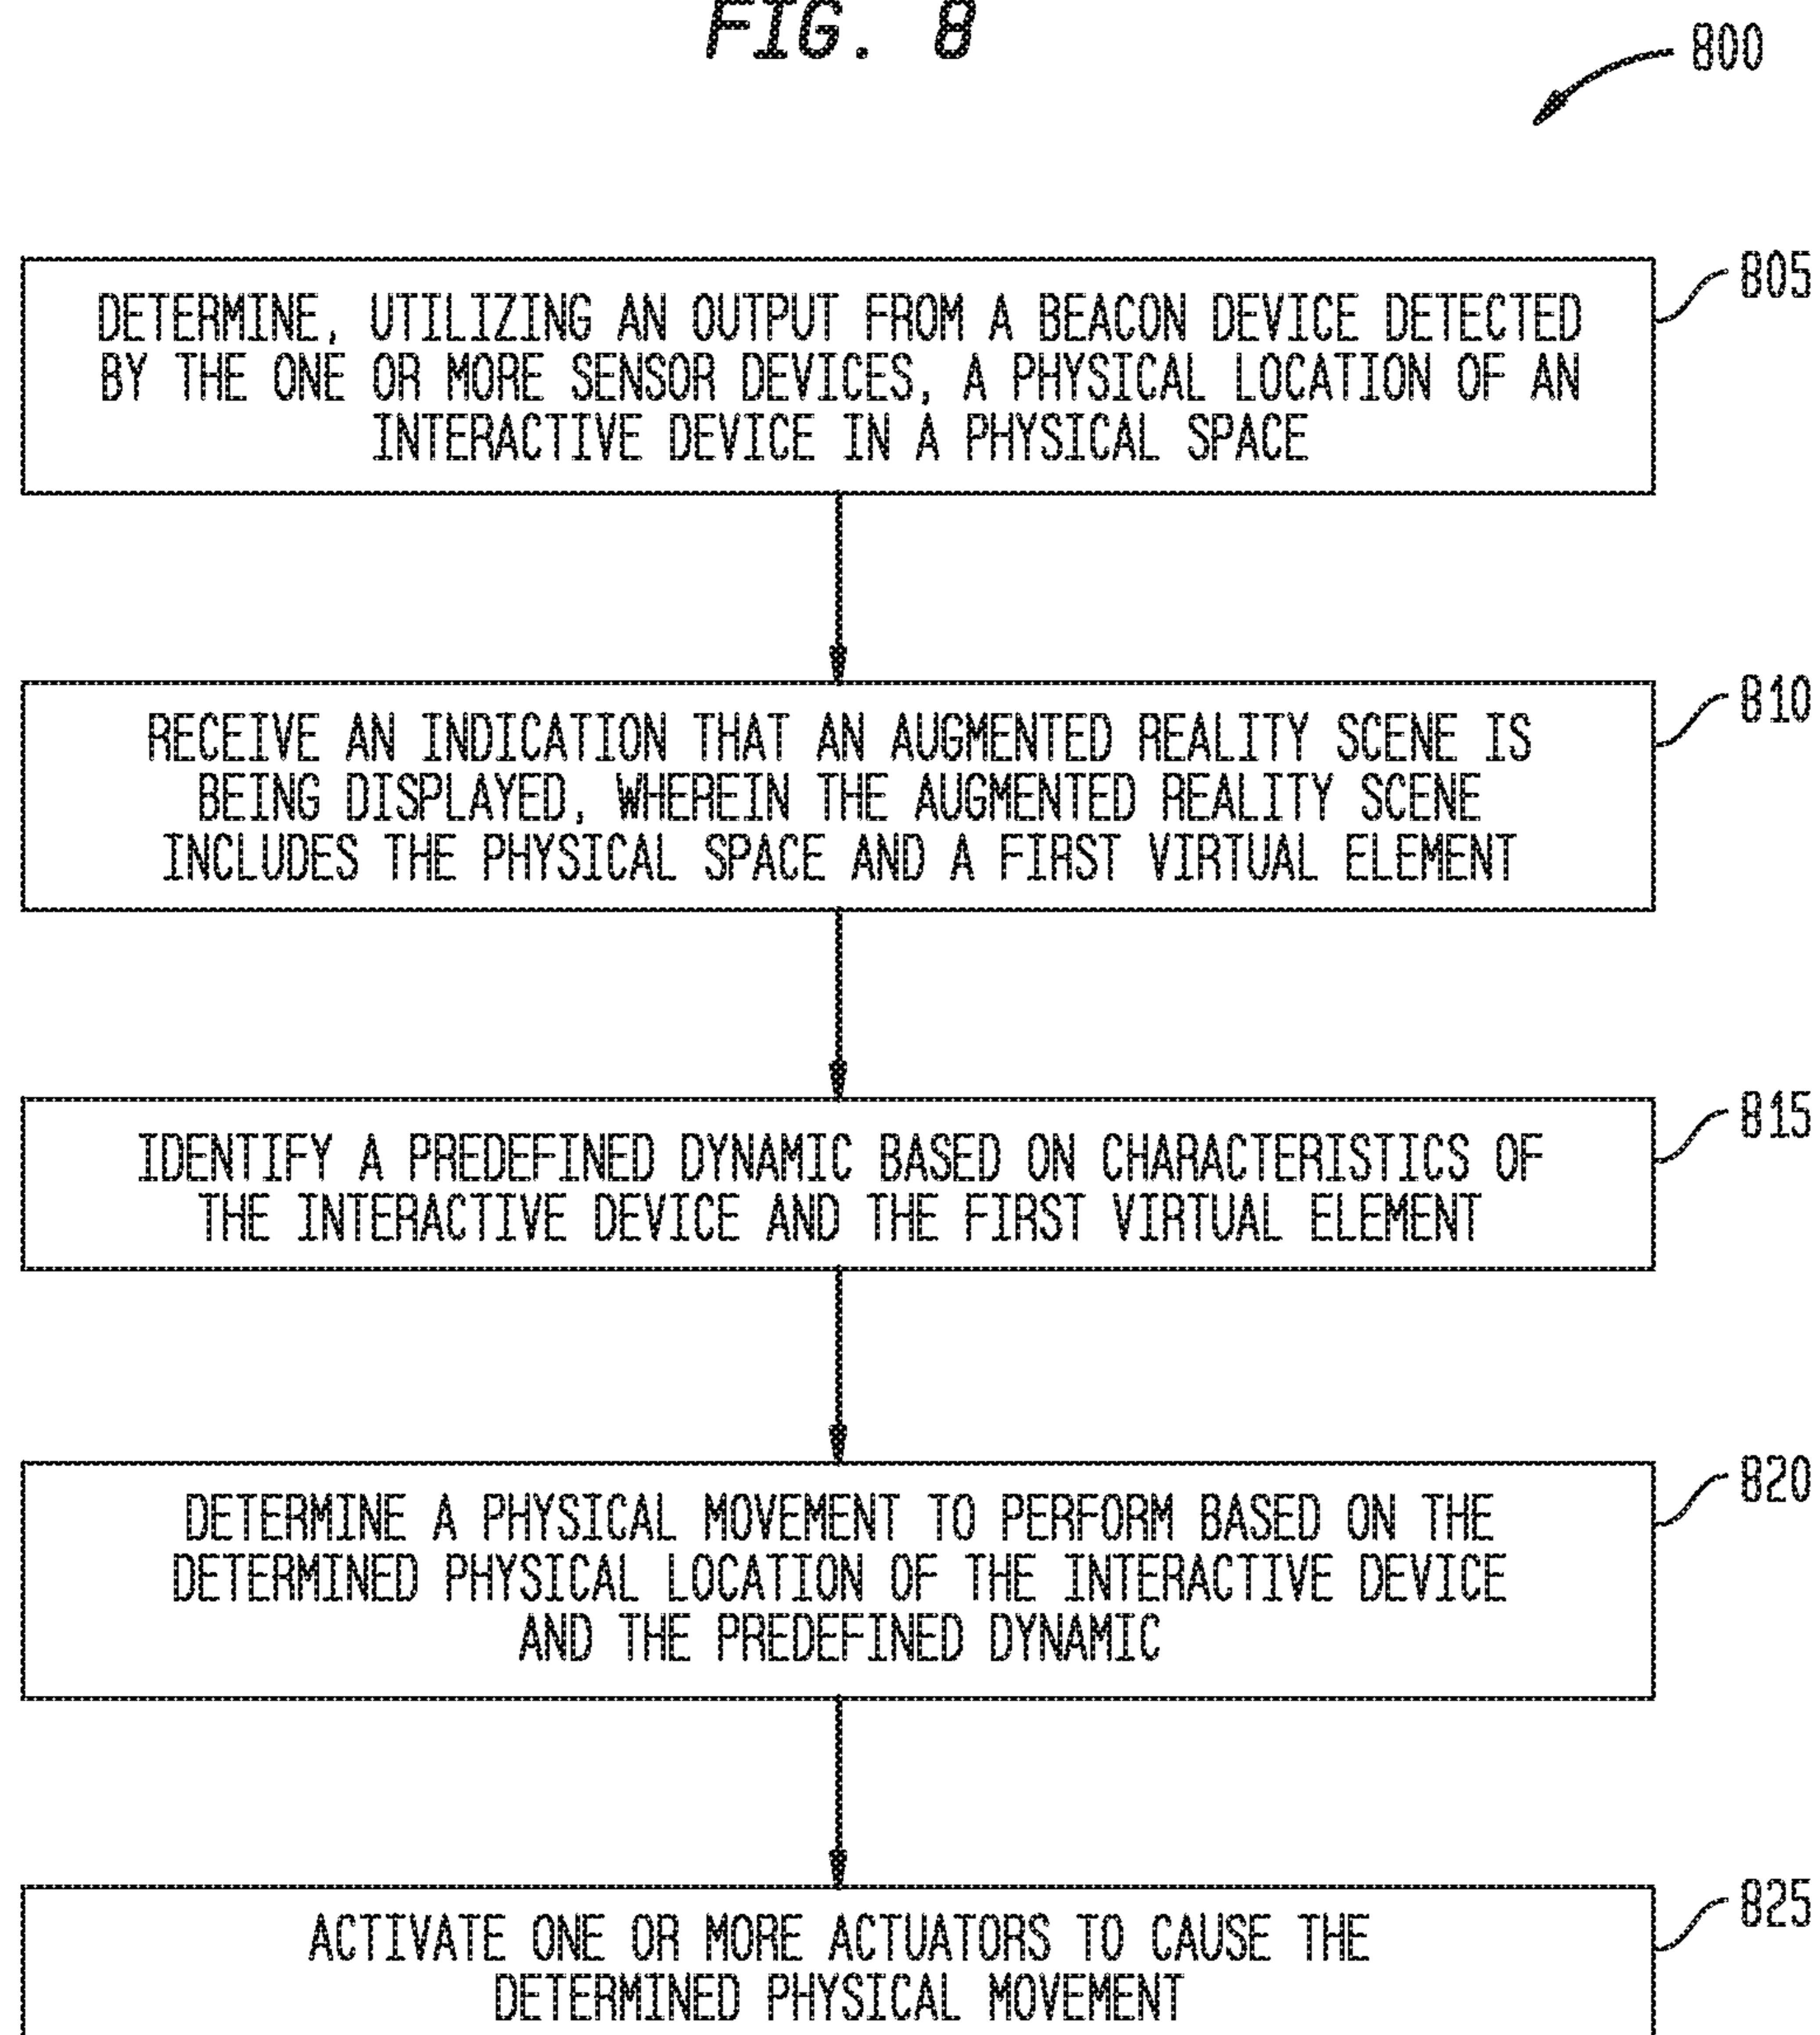 FIG. 8
800
805
DETERMINE, UTILIZING AN OUTPUT FROM A BEACON DEVICE DETECTED
BY THE ONE OR MORE SENSOR DEVICES, A PHYSICAL LOCATION OF AN
INTERACTIVE DEVICE IN A PHYSICAL SPACE
810
RECEIVE AN INDICATION THAT AN AUGMENTED REALITY SCENE IS
BEING DISPLAYED, WHEREIN THE AUGMENTED REALITY SCENE
INCLUDES THE PHYSICAL SPACE AND A FIRST VIRTUAL ELEMENT
815
IDENTIFY A PREDEFINED DYNAMIC BASED ON CHARACTERISTICS OF
THE INTERACTIVE DEVICE AND THE FIRST VIRTUAL ELEMENT
820
DETERMINE A PHYSICAL MOVEMENT TO PERFORM BASED ON THE
DETERMINED PHYSICAL LOCATION OF THE INTERACTIVE DEVICE
AND THE PREDEFINED DYNAMIC
825
ACTIVATE ONE OR MORE ACTUATORS TO CAUSE THE
DETERMINED PHYSICAL MOVEMENT